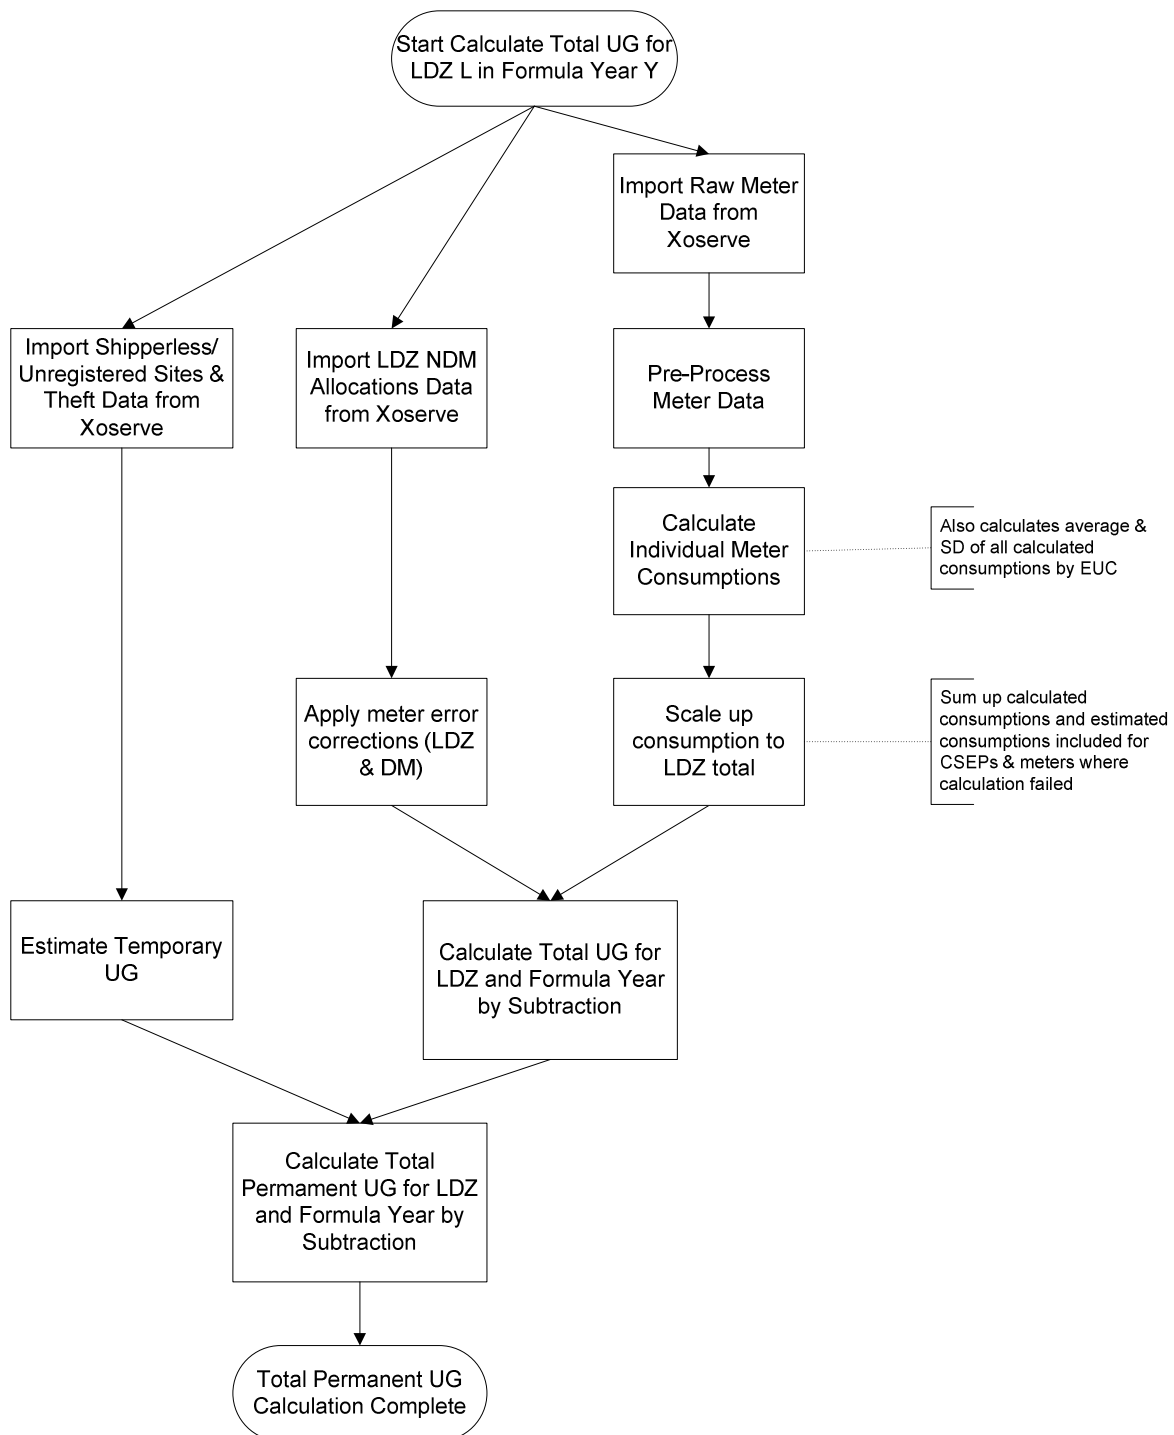 Start Calculate Total UG for
LDZ L in Formula Year Y
Import Raw Meter
Data from
Xoserve
Import Shipperless/
Unregistered Sites &
Theft Data from
Xoserve
Import LDZ NDM
Allocations Data
from Xoserve
Pre-Process
Meter Data
Calculate
Individual Meter
Consumptions
Also calculates average &
SD of all calculated
consumptions by EUC
Apply meter error
corrections (LDZ
& DM)
Scale up
consumption to
LDZ total
Sum up calculated
consumptions and estimated
consumptions included for
CSEPs & meters where
calculation failed
Estimate Temporary
UG
Calculate Total UG for
LDZ and Formula Year
by Subtraction
Calculate Total
Permament UG for LDZ
and Formula Year by
Subtraction
Total Permanent UG
Calculation Complete